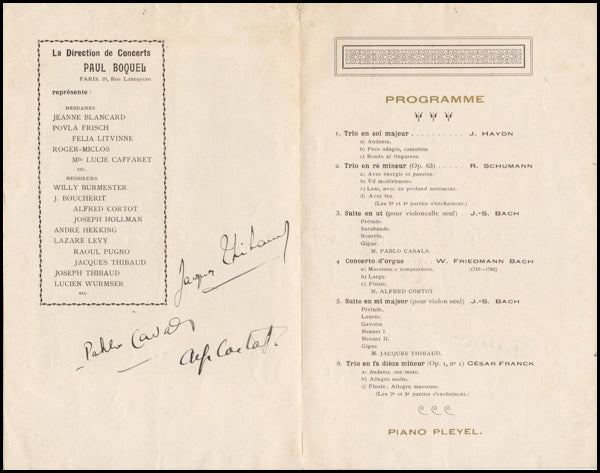 La Direction de Concerts
PAUL BOQUEL
PARIS. 10, Rue Labruyère
représente :
MESDAMES
JEANNE BLANCARD
POVLA FRISCH
FELIA LITVINNE
ROGER-MICLOS
Mlle LUCIE CAFFARET
etc.
MESSIEURS
WILLY BURMESTER
J. BOUCHERIT
ALFRED CORTOT
JOSEPH HOLLMAN
ANDRÉ HEKKING
LAZARE LEVY
RAOUL PUGNO
JACQUES THIBAUD
JOSEPH THIBAUD
LUCIEN WURMSER
etc.
Jacques Thibaud
Pablo Casals
Alf Cortot.
PROGRAMME
1. Trio en sol majeur . . . . . . . . . . J. HAYDN
a) Andante.
b) Poco adagio, cantabile.
c) Rondo al Ongarese.
2. Trio en ré mineur (Op. 63) . . . . . R. SCHUMANN
a) Avec énergie et passion.
b) Vif modérément.
c) Lent, avec un profond sentiment.
d) Avec feu.
(Les 3e et 4e parties s'enchaînent.)
3. Suite en ut (pour violoncelle seul) . J.-S. BACH
Prélude.
Sarabande.
Bourrée.
Gigue.
M. PABLO CASALS.
4 Concerto d'orgue . . . W. FRIEDMANN BACH
a) Maestoso e tempestoso. (1710-1784)
b) Largo.
c) Finale.
M. ALFRED CORTOT
5. Suite en mi majeur (pour violon seul) J.-S. BACH
Prélude.
Lourée.
Gavotte.
Menuet I.
Menuet II.
Gigue.
M. JACQUES THIBAUD.
6. Trio en fa dièze mineur (Op. 1, nº 1) CÉSAR FRANCK
a) Andante con moto.
b) Allegro molto.
c) Finale; Allegro maestoso.
(Les 2e et 3e parties s'enchaînent.)
PIANO PLEYEL.